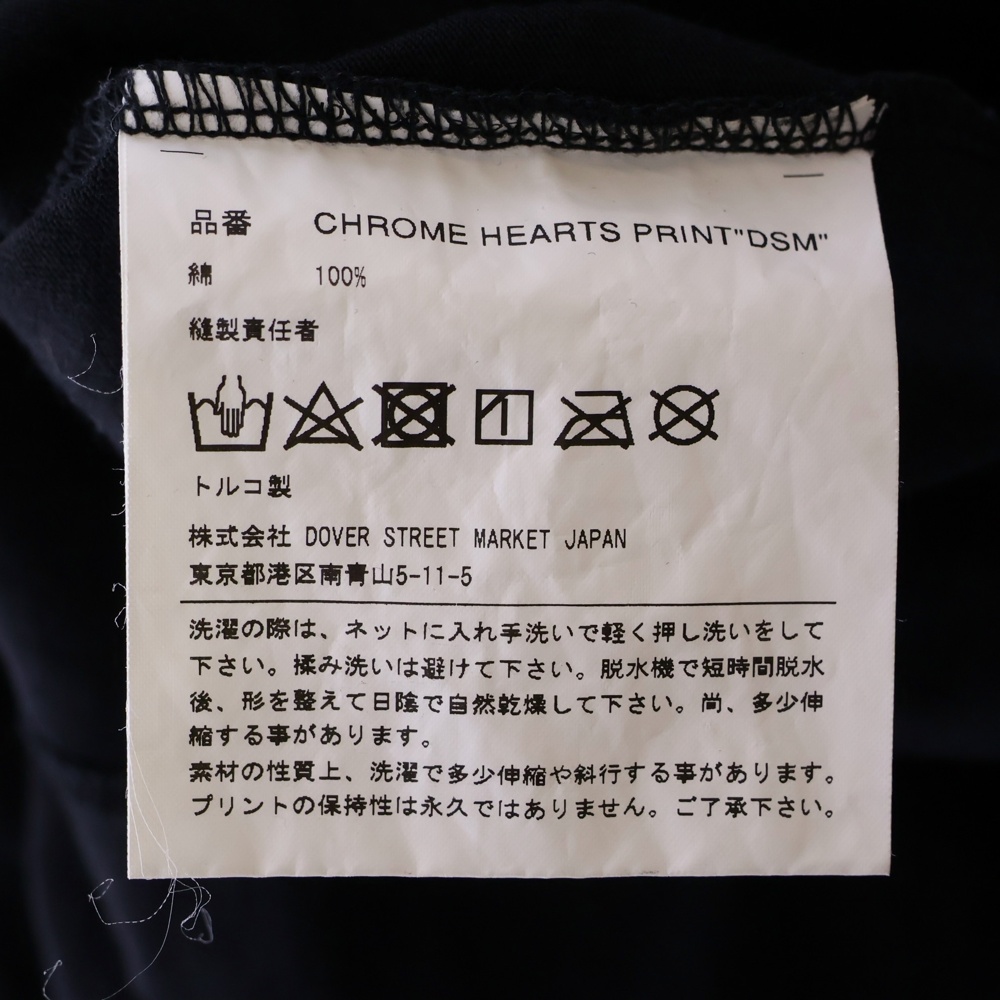 品番 CHROME HEARTS PRINT"DSM"
綿 100%
縫製責任者
トルコ製
株式会社 DOVER STREET MARKET JAPAN
東京都港区南青山5-11-5
洗濯の際は、ネットに入れ手洗いで軽く押し洗いをして
下さい。揉み洗いは避けて下さい。脱水機で短時間脱水
後、形を整えて日陰で自然乾燥して下さい。尚、多少伸
縮する事があります。
素材の性質上、洗濯で多少伸縮や斜行する事があります。
プリントの保持性は永久ではありません。ご了承下さい。